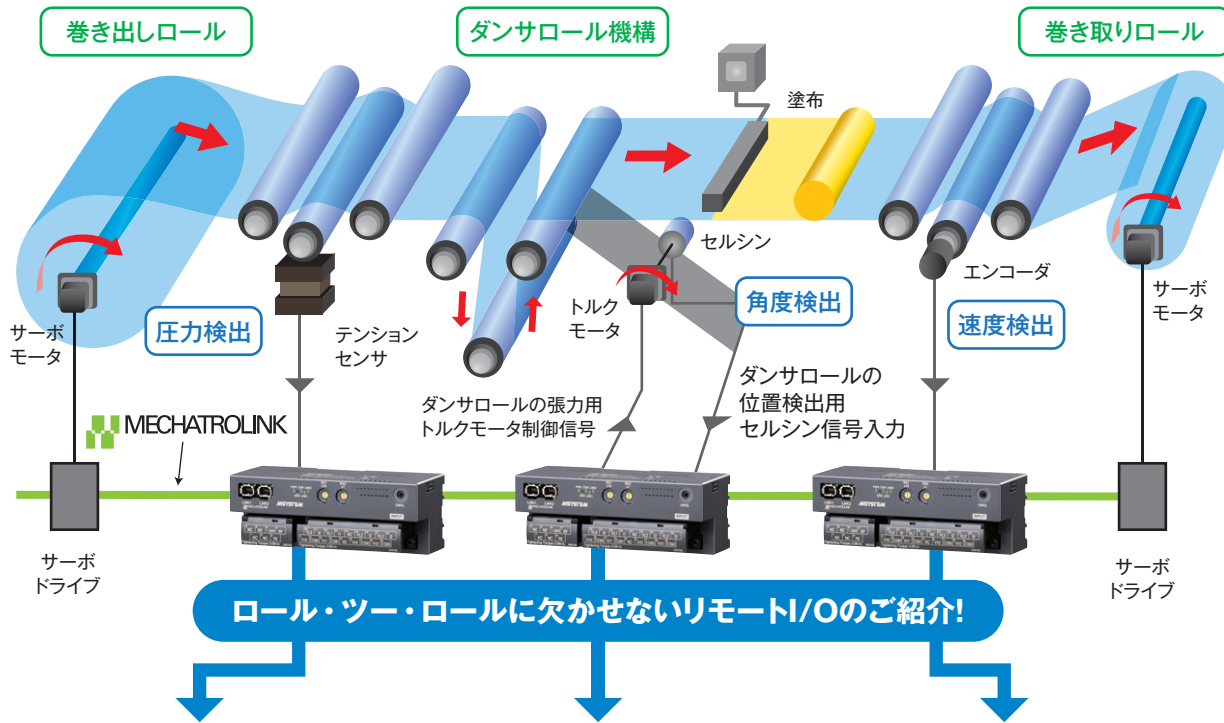 巻き出しロール
ダンサロール機構
巻き取りロール
塗布
セルシン
エンコーダ
サーボ
モータ
圧力検出
テンション
センサ
トルク
モータ
角度検出
速度検出
サーボ
モータ
ダンサロールの張力用
トルクモータ制御信号
ダンサロールの
位置検出用
セルシン信号入力
MECHATROLINK
MSYSTEM
MSYSTEM
MSYSTEM
サーボ
ドライブ
サーボ
ドライブ
ロール・ツー・ロールに欠かせないリモートI/Oのご紹介!